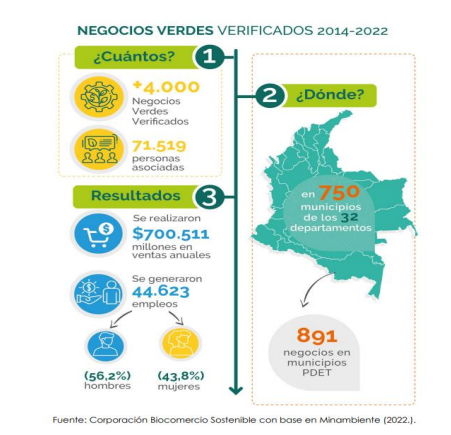 NEGOCIOS VERDES VERIFICADOS 2014-2022
¿Cuántos?
1
+4.000
Negocios
Verdes
Verificados
71.519
personas
asociadas
2
¿Dónde?
en 750
municipios
de los 32
departamentos
891
negocios en
municipios
PDET
Resultados
3
Se realizaron
$700.511
millones en
ventas anuales
Se generaron
44.623
empleos
(56,2%)
hombres
(43,8%)
mujeres
Fuente: Corporación Biocomercio Sostenible con base en Minambiente (2022.).